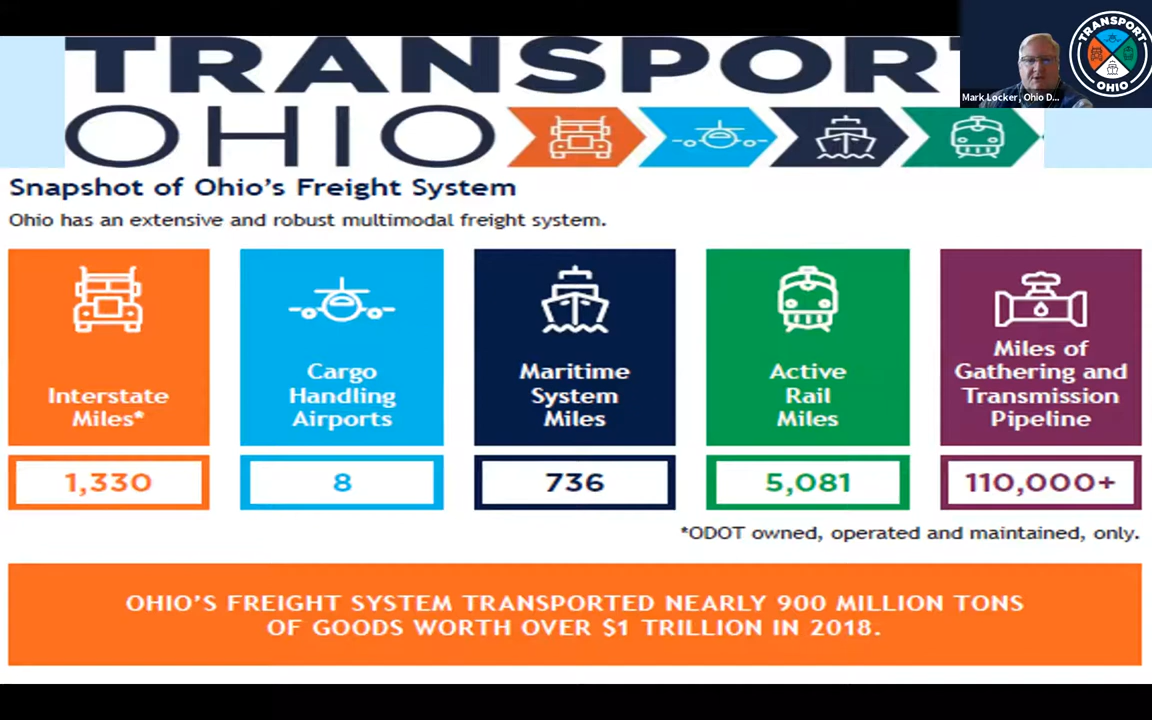 TRANSPORT
OHIO
Mark Locker, Ohio D...
TRANSPORT
OHIO
Snapshot of Ohio's Freight System
Ohio has an extensive and robust multimodal freight system.
Interstate
Miles*
1,330
Cargo
Handling
Airports
8
Maritime
System
Miles
736
Active
Rail
Miles
5,081
Miles of
Gathering and
Transmission
Pipeline
110,000+
*ODOT owned, operated and maintained, only.
OHIO'S FREIGHT SYSTEM TRANSPORTED NEARLY 900 MILLION TONS
OF GOODS WORTH OVER $1 TRILLION IN 2018.